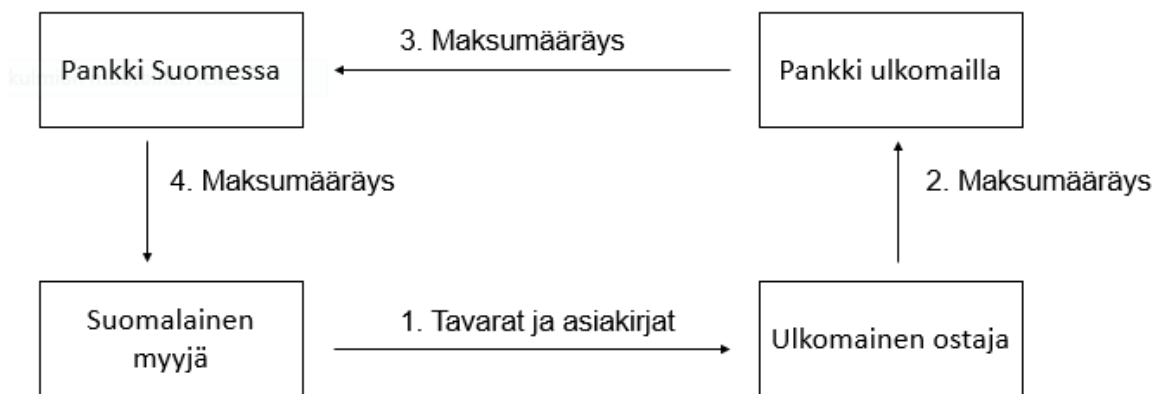 3. Maksumääräys
Pankki Suomessa
Pankki ulkomailla
4. Maksumääräys
2. Maksumääräys
Suomalainen
myyjä
1. Tavarat ja asiakirjat
Ulkomainen ostaja